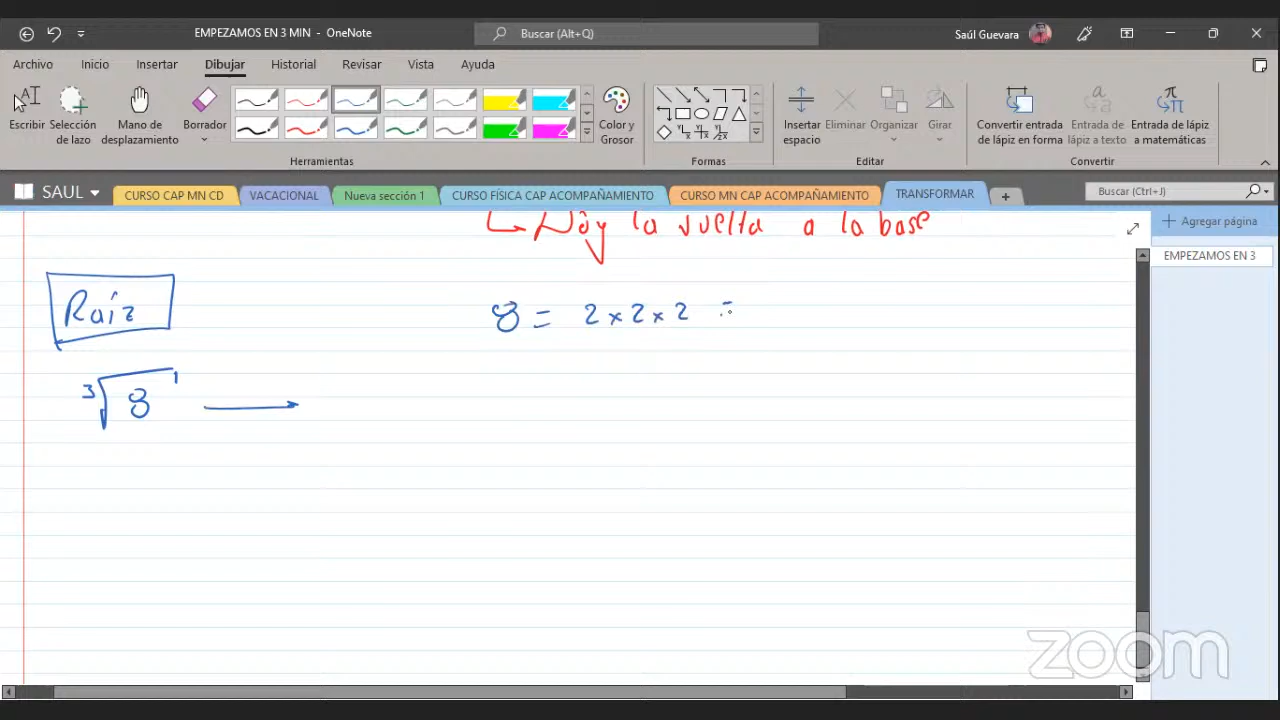 EMPEZAMOS EN 3 MIN - OneNote
Buscar (Alt+Q)
Saúl Guevara
Archivo Inicio Insertar Dibujar Historial Revisar Vista Ayuda
Escribir Selección de lazo Mano de desplazamiento Borrador Color y Grosor Insertar espacio Eliminar Organizar Girar Convertir entrada de lápiz en forma Entrada de lápiz a texto Entrada de lápiz a matemáticas
Herramientas Formas Editar Convertir
SAUL CURSO CAP MN CD VACACIONAL Nueva sección 1 CURSO FÍSICA CAP ACOMPAÑAMIENTO CURSO MN CAP ACOMPAÑAMIENTO TRANSFORMAR + Buscar (Ctrl+J)
Agregar página
EMPEZAMOS EN 3
↳ Doy la vuelta a la base
Raíz
8 = 2 × 2 × 2 =
∛8¹ →
zoom